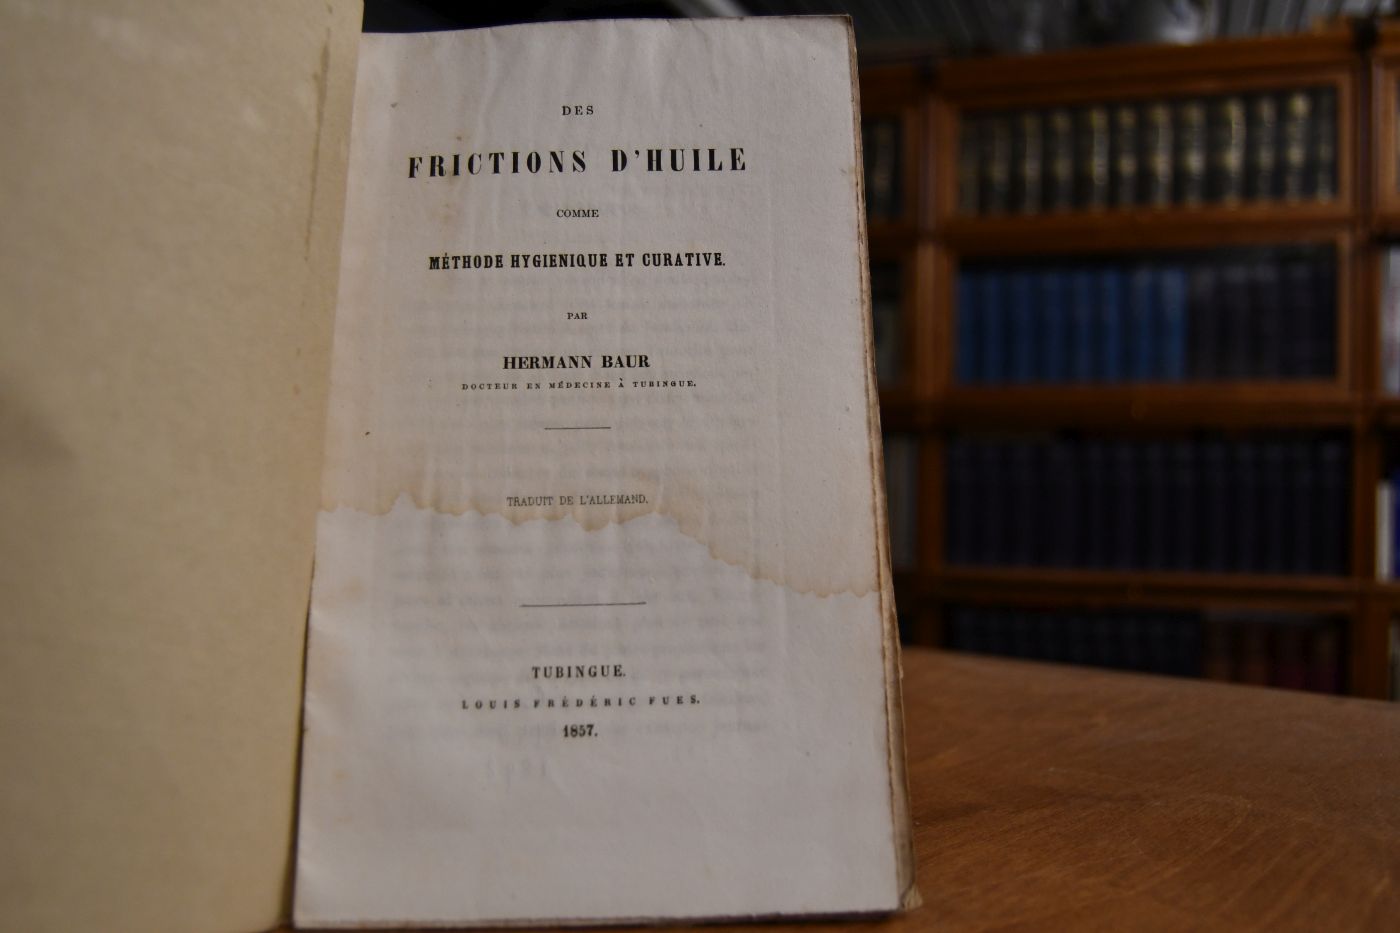 DES
FRICTIONS D'HUILE
COMME
MÉTHODE HYGIENIQUE ET CURATIVE.
PAR
HERMANN BAUR
DOCTEUR EN MÉDECINE À TUBINGUE.
TRADUIT DE L'ALLEMAND.
TUBINGUE.
LOUIS FRÉDÉRIC FUES.
1857.